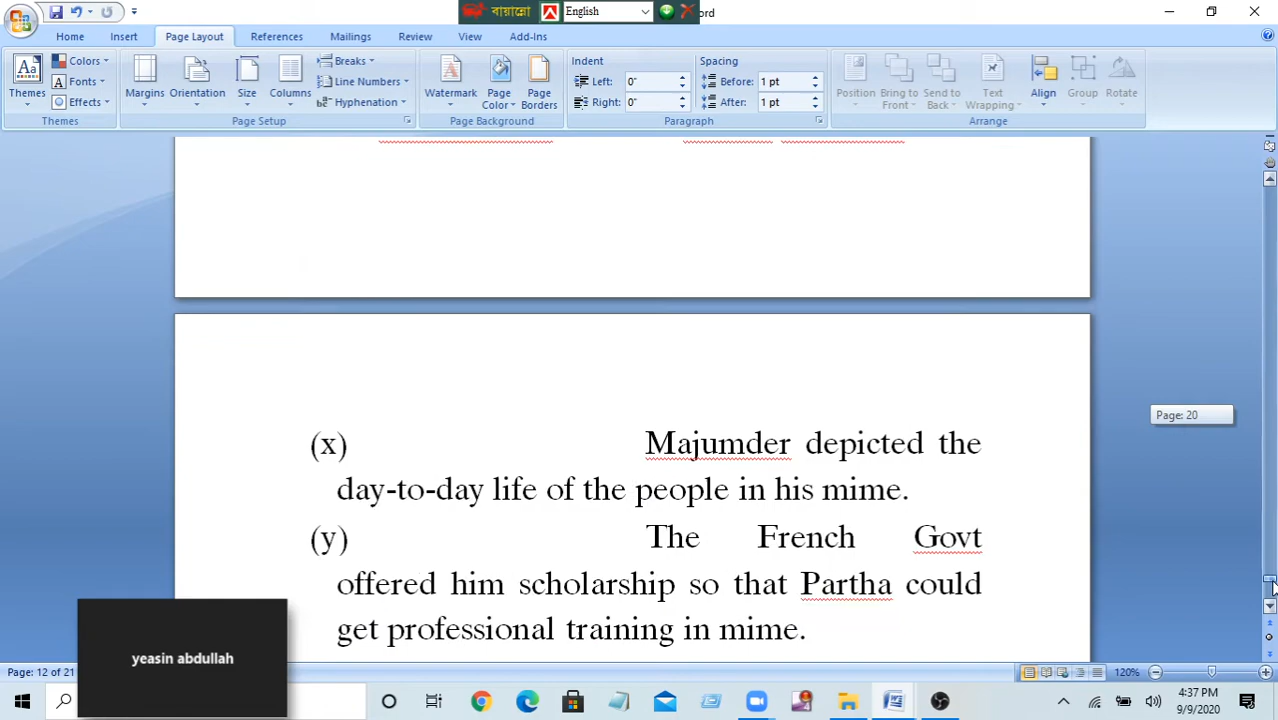 বায়ান্নো English ord
Home Insert Page Layout References Mailings Review View Add-Ins
Aa Colors Breaks Indent Spacing
Themes Fonts Margins Orientation Size Columns Line Numbers Watermark Page Color Page Borders Left: 0" Before: 1 pt Position Bring to Front Send to Back Text Wrapping Align Group Rotate
Effects Hyphenation Right: 0" After: 1 pt
Themes Page Setup Page Background Paragraph Arrange
Page: 20
(x) Majumder depicted the
day-to-day life of the people in his mime.
(y) The French Govt
offered him scholarship so that Partha could
get professional training in mime.
yeasin abdullah
Page: 12 of 21 120%
4:37 PM
9/9/2020